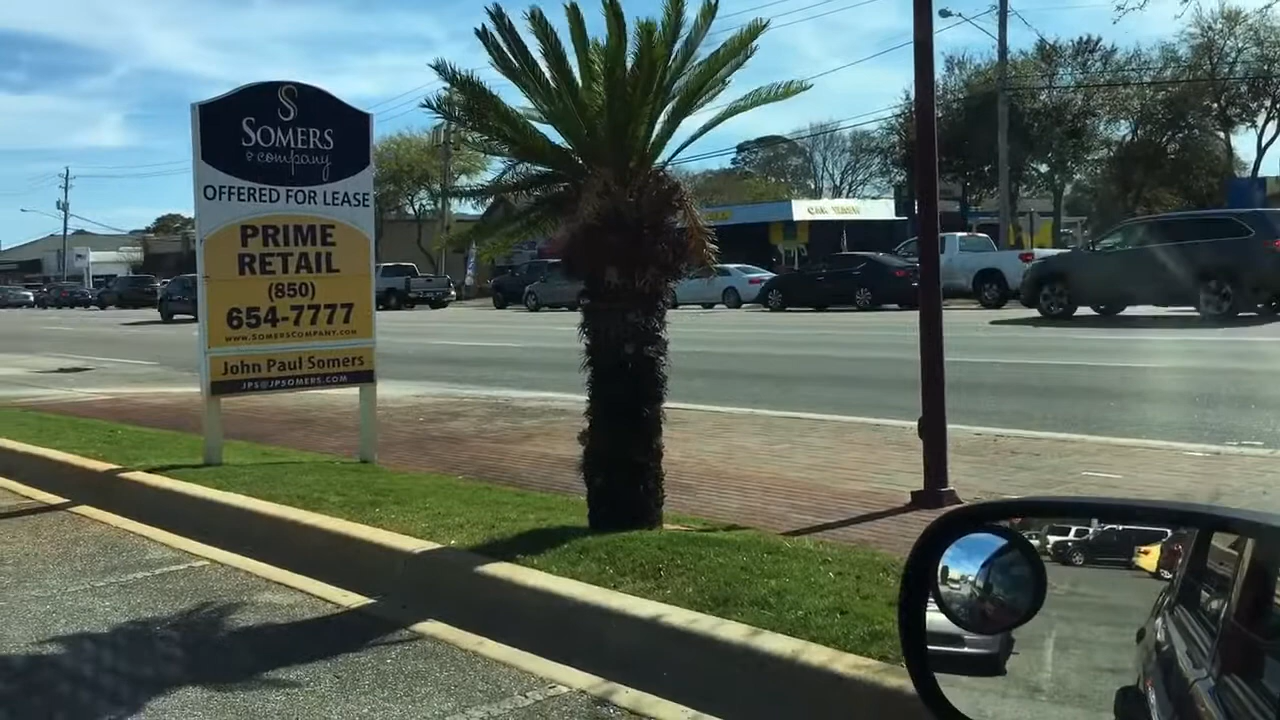 S
SOMERS
& company
OFFERED FOR LEASE
PRIME
RETAIL
(850)
654-7777
WWW.SOMERSCOMPANY.COM
John Paul Somers
JPS@JPSOMERS.COM
CAR WASH